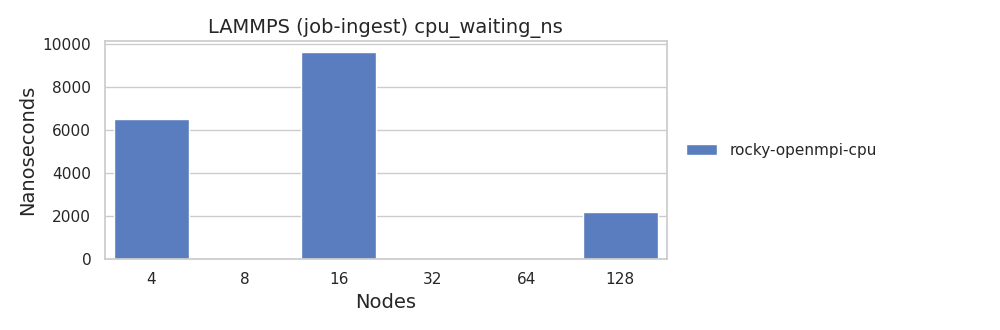 LAMMPS (job-ingest) cpu_waiting_ns
10000
8000
6000
4000
2000
0
Nanoseconds
4 8 16 32 64 128
Nodes
rocky-openmpi-cpu